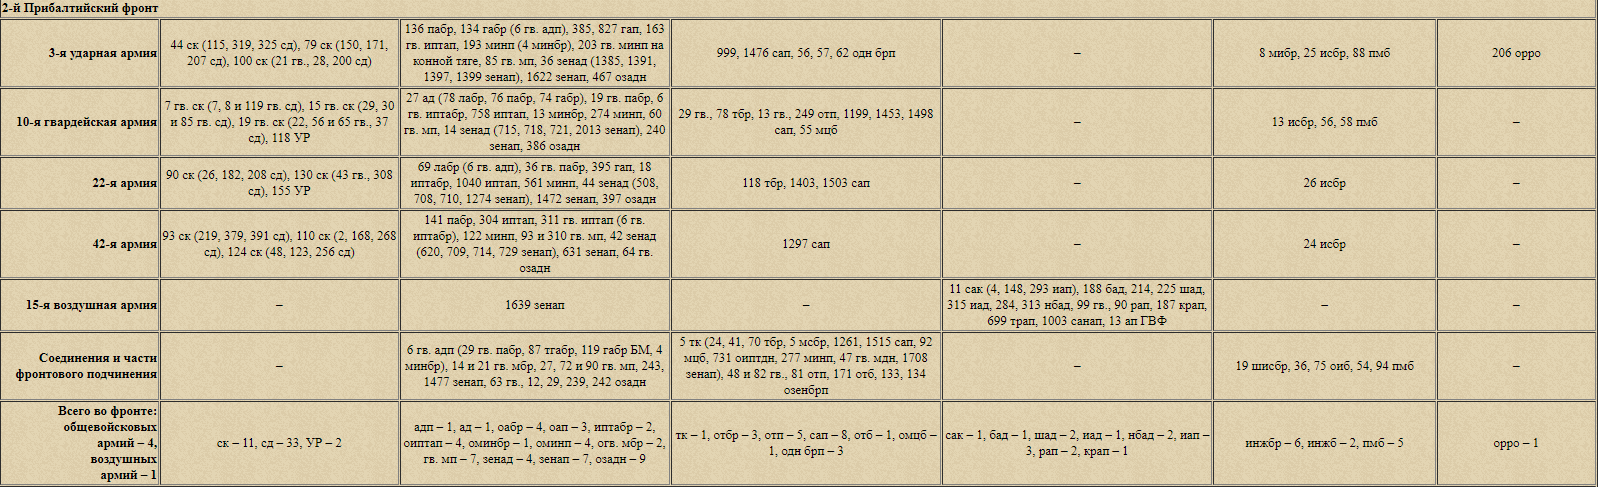 2-й Прибалтийский фронт
3-я ударная армия
44 ск (115, 319, 325 сд), 79 ск (150, 171,
207 сд), 100 ск (21 гв., 28, 200 сд)
136 пабр, 134 габр (6 гв. адп), 385, 827 гап, 163
гв. иптап, 193 минп (4 минбр), 203 гв. минп на
конной тяге, 85 гв. мп, 36 зенад (1385, 1391,
1397, 1399 зенап), 1622 зенап, 467 озадн
999, 1476 сап, 56, 57, 62 одн брп
–
8 мибр, 25 исбр, 88 пмб
206 орро
10-я гвардейская армия
7 гв. ск (7, 8 и 119 гв. сд), 15 гв. ск (29, 30
и 85 гв. сд), 19 гв. ск (22, 56 и 65 гв., 37
сд), 118 УР
27 ад (78 лабр, 76 пабр, 74 габр), 19 гв. пабр, 6
гв. иптабр, 758 иптап, 13 минбр, 274 минп, 60
гв. мп, 14 зенад (715, 718, 721, 2013 зенап), 240
зенап, 386 озадн
29 гв., 78 тбр, 13 гв., 249 отп, 1199, 1453, 1498
сап, 55 мцб
–
13 исбр, 56, 58 пмб
–
22-я армия
90 ск (26, 182, 208 сд), 130 ск (43 гв., 308
сд), 155 УР
69 лабр (6 гв. адп), 36 гв. пабр, 395 гап, 18
иптабр, 1040 иптап, 561 минп, 44 зенад (508,
708, 710, 1274 зенап), 1472 зенап, 397 озадн
118 тбр, 1403, 1503 сап
–
26 исбр
–
42-я армия
93 ск (219, 379, 391 сд), 110 ск (2, 168, 268
сд), 124 ск (48, 123, 256 сд)
141 пабр, 304 иптап, 311 гв. иптап (6 гв.
иптабр), 122 минп, 93 и 310 гв. мп, 42 зенад
(620, 709, 714, 729 зенап), 631 зенап, 64 гв.
озадн
1297 сап
–
24 исбр
–
15-я воздушная армия
–
1639 зенап
–
11 сак (4, 148, 293 иап), 188 бад, 214, 225 шад,
315 иад, 284, 313 нбад, 99 гв., 90 рап, 187 крап,
699 трап, 1003 санап, 13 ап ГВФ
–
–
Соединения и части
фронтового подчинения
–
6 гв. адп (29 гв. пабр, 87 тгабр, 119 габр БМ, 4
минбр), 14 и 21 гв. мбр, 27, 72 и 90 гв. мп, 243,
1477 зенап, 63 гв., 12, 29, 239, 242 озадн
5 тк (24, 41, 70 тбр, 5 мсбр, 1261, 1515 сап, 92
мцб, 731 оиптдн, 277 минп, 47 гв. мдн, 1708
зенап), 48 и 82 гв., 81 отп, 171 отб, 133, 134
озенбрп
–
19 шисбр, 36, 75 оиб, 54, 94 пмб
–
Всего во фронте:
общевойсковых
армий – 4,
воздушных
армий – 1
ск – 11, сд – 33, УР – 2
адп – 1, ад – 1, оабр – 4, оап – 3, иптабр – 2,
оиптап – 4, оминбр – 1, оминп – 4, огв. мбр – 2,
гв. мп – 7, зенад – 4, зенап – 7, озадн – 9
тк – 1, отбр – 3, отп – 5, сап – 8, отб – 1, омцб –
1, одн брп – 3
сак – 1, бад – 1, шад – 2, иад – 1, нбад – 2, иап –
3, рап – 2, крап – 1
инжбр – 6, инжб – 2, пмб – 5
орро – 1